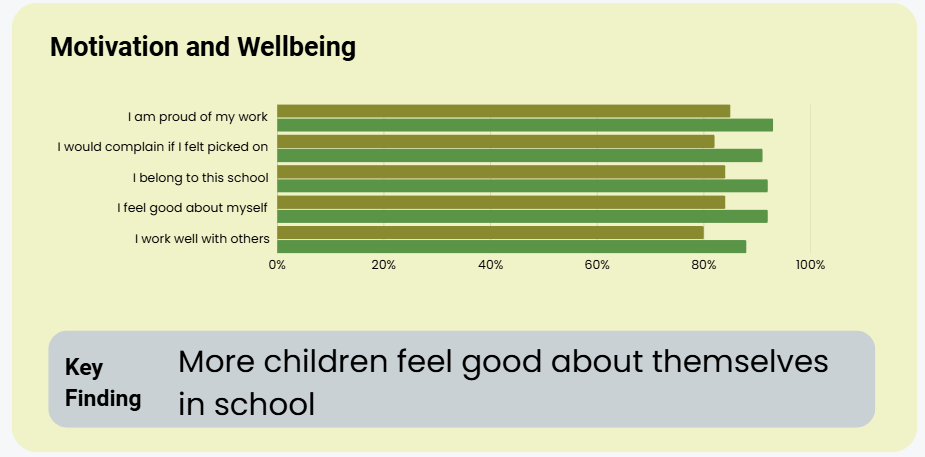 Motivation and Wellbeing
I am proud of my work
I would complain if I felt picked on
I belong to this school
I feel good about myself
I work well with others
0% 20% 40% 60% 80% 100%
Key
Finding
More children feel good about themselves
in school